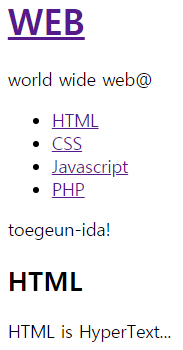 WEB
world wide web@
HTML
CSS
Javascript
PHP
toegeun-ida!
HTML
HTML is HyperText...